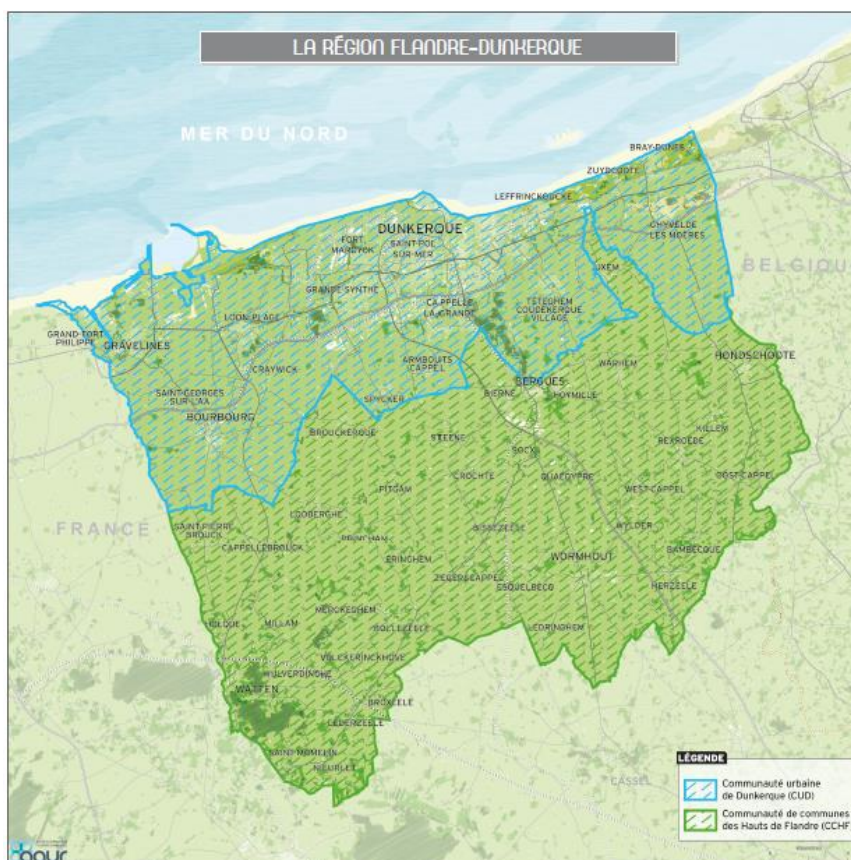 LA RÉGION FLANDRE-DUNKERQUE
MER DU NORD
BRAY-DUNES
ZUYDCOOTE
LEFFRINCKOUCKE
DUNKERQUE
GHYVELDE
LES MOËRES
FORT
MARDYCK
SAINT-POL
SUR-MER
UXEM
BELGIQUE
GRANDE-SYNTHE
CAPPELLE
LA GRANDE
TÉTEGHEM
COUDEKERQUE
VILLAGE
LOON-PLAGE
GRAND-FORT
PHILIPPE
GRAVELINES
ARMBOUTS
CAPPEL
WARHEM
HONDSCHOOTE
CRAYWICK
BERGUES
SAINT-GEORGES
SUR-L'AA
SPYCKER
BIERNE
HOYMILLE
BOURBOURG
BROUCKERQUE
STEENE
KILLEM
REXPOËDE
SOCX
CROCHTE
QUAEDYPRE
OOST-CAPPEL
PITGAM
WEST-CAPPEL
LOOBERGHE
FRANCE
SAINT-PIERRE
BROUCK
BISSEZEELE
WYLDER
CAPPELLEBROUCK
DRINCHAM
BAMBECQUE
ERINGHEM
WORMHOUT
ZEGERSCAPPEL
ESQUELBECQ
HERZEELE
MERCKEGHEM
HOLQUE
MILLAM
BOLLEZEELE
LEDRINGHEM
VOLCKERINCKHOVE
WULVERDINGHE
WATTEN
BROXEELE
LEDERZEELE
SAINT-MOMELIN
NIEURLET
CASSEL
LÉGENDE
Communauté urbaine
de Dunkerque (CUD)
Communauté de communes
des Hauts de Flandre (CCHF)